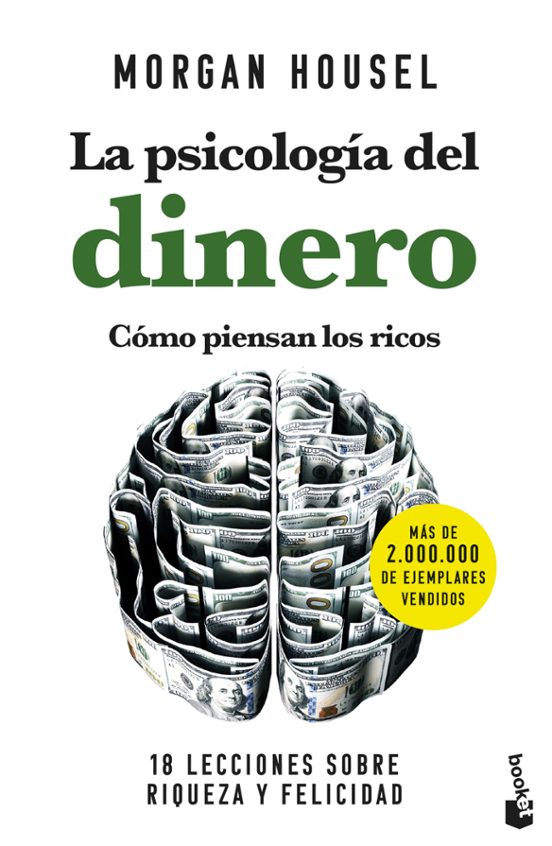 MORGAN HOUSEL
La psicología del
dinero
Cómo piensan los ricos
MÁS DE
2.000.000
DE EJEMPLARES
VENDIDOS
18 LECCIONES SOBRE
RIQUEZA Y FELICIDAD
booket